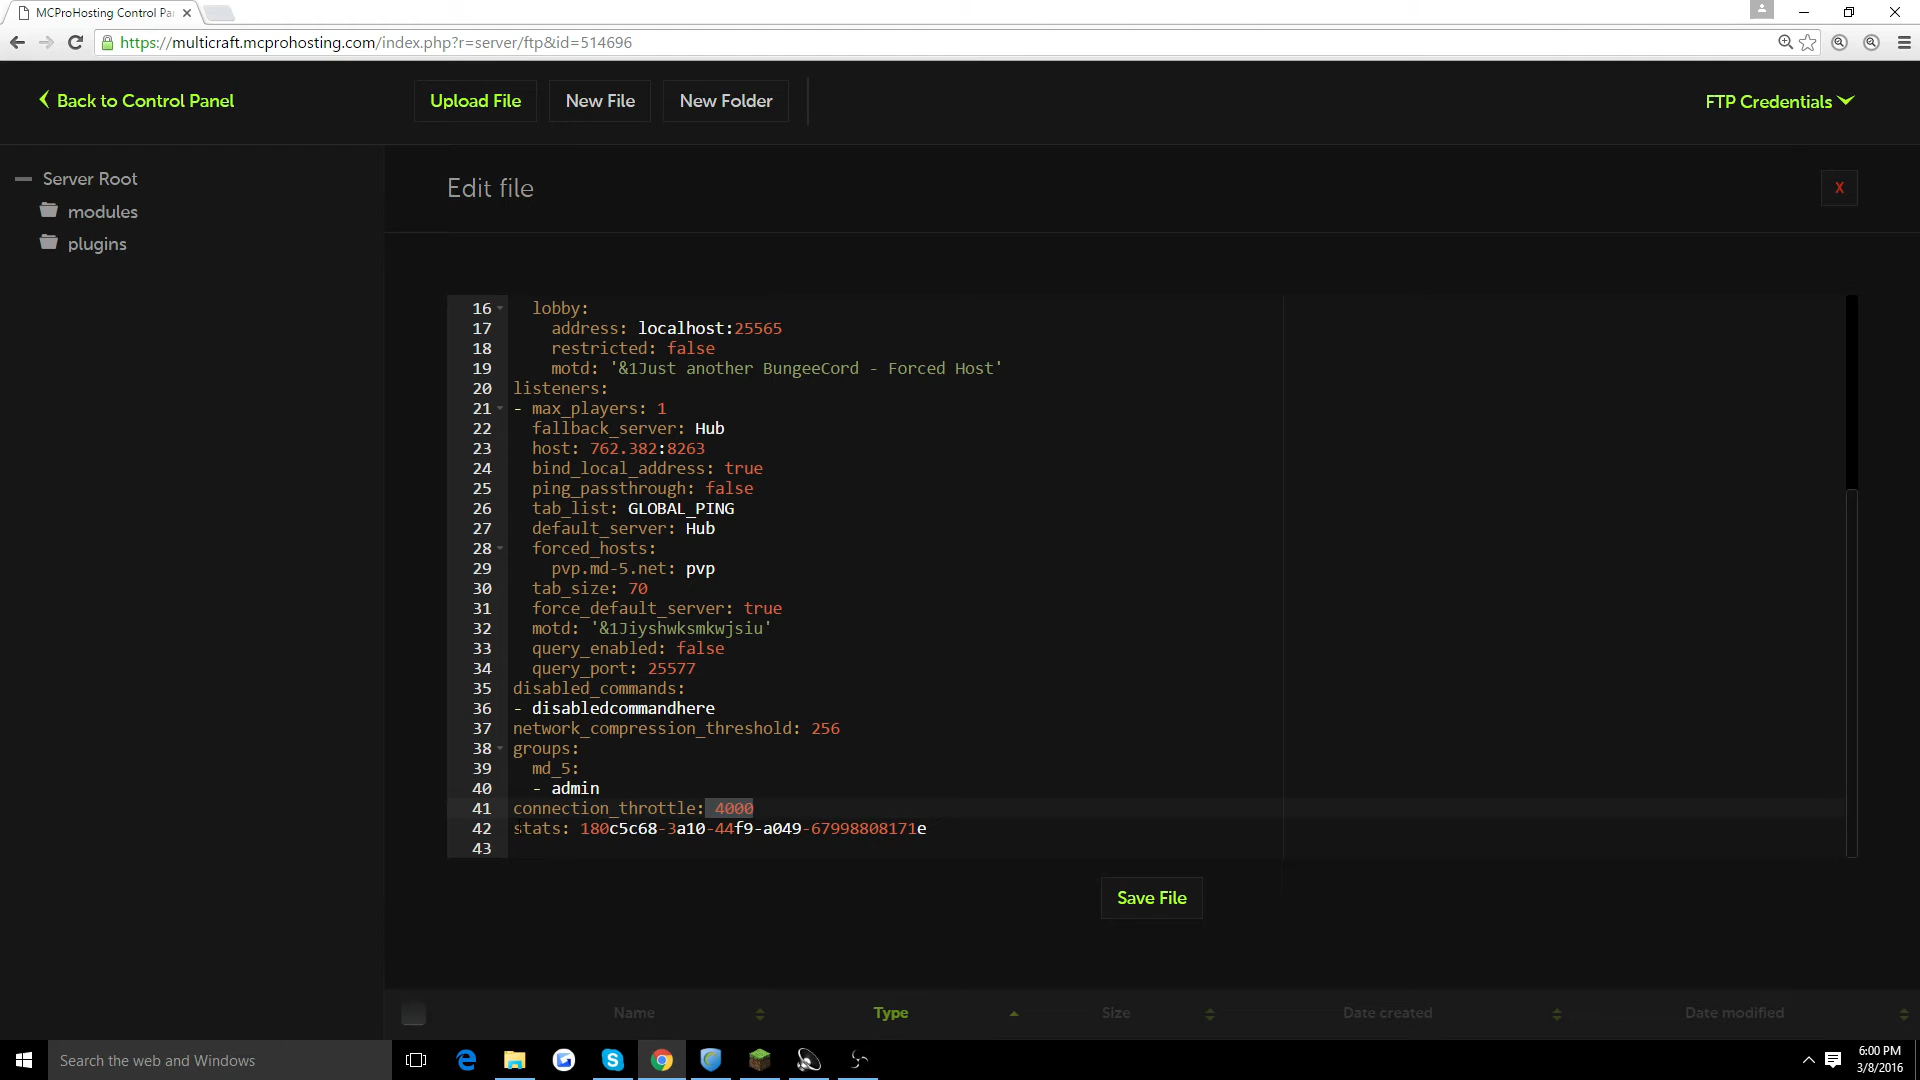 MCProHosting Control Pa
https://multicraft.mcprohosting.com/index.php?r=server/ftp&id=514696
Back to Control Panel
Upload File
New File
New Folder
FTP Credentials
Server Root
modules
plugins
Edit file
X
16 lobby:
17 address: localhost:25565
18 restricted: false
19 motd: '&1Just another BungeeCord - Forced Host'
20 listeners:
21 - max_players: 1
22 fallback_server: Hub
23 host: 762.382:8263
24 bind_local_address: true
25 ping_passthrough: false
26 tab_list: GLOBAL_PING
27 default_server: Hub
28 forced_hosts:
29 pvp.md-5.net: pvp
30 tab_size: 70
31 force_default_server: true
32 motd: '&1Jiyshwksmkwjsiu'
33 query_enabled: false
34 query_port: 25577
35 disabled_commands:
36 - disabledcommandhere
37 network_compression_threshold: 256
38 groups:
39 md_5:
40 - admin
41 connection_throttle: 4000
42 stats: 180c5c68-3a10-44f9-a049-67998808171e
43
Save File
Name
Type
Size
Date created
Date modified
Search the web and Windows
6:00 PM
3/8/2016